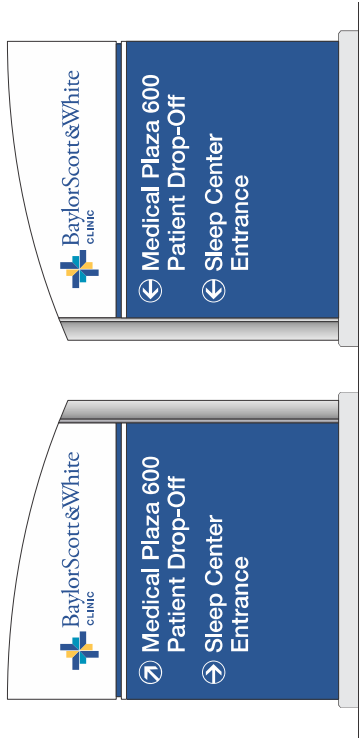 BaylorScott&White
CLINIC
Medical Plaza 600
Patient Drop-Off
Sleep Center
Entrance
BaylorScott&White
CLINIC
Medical Plaza 600
Patient Drop-Off
Sleep Center
Entrance